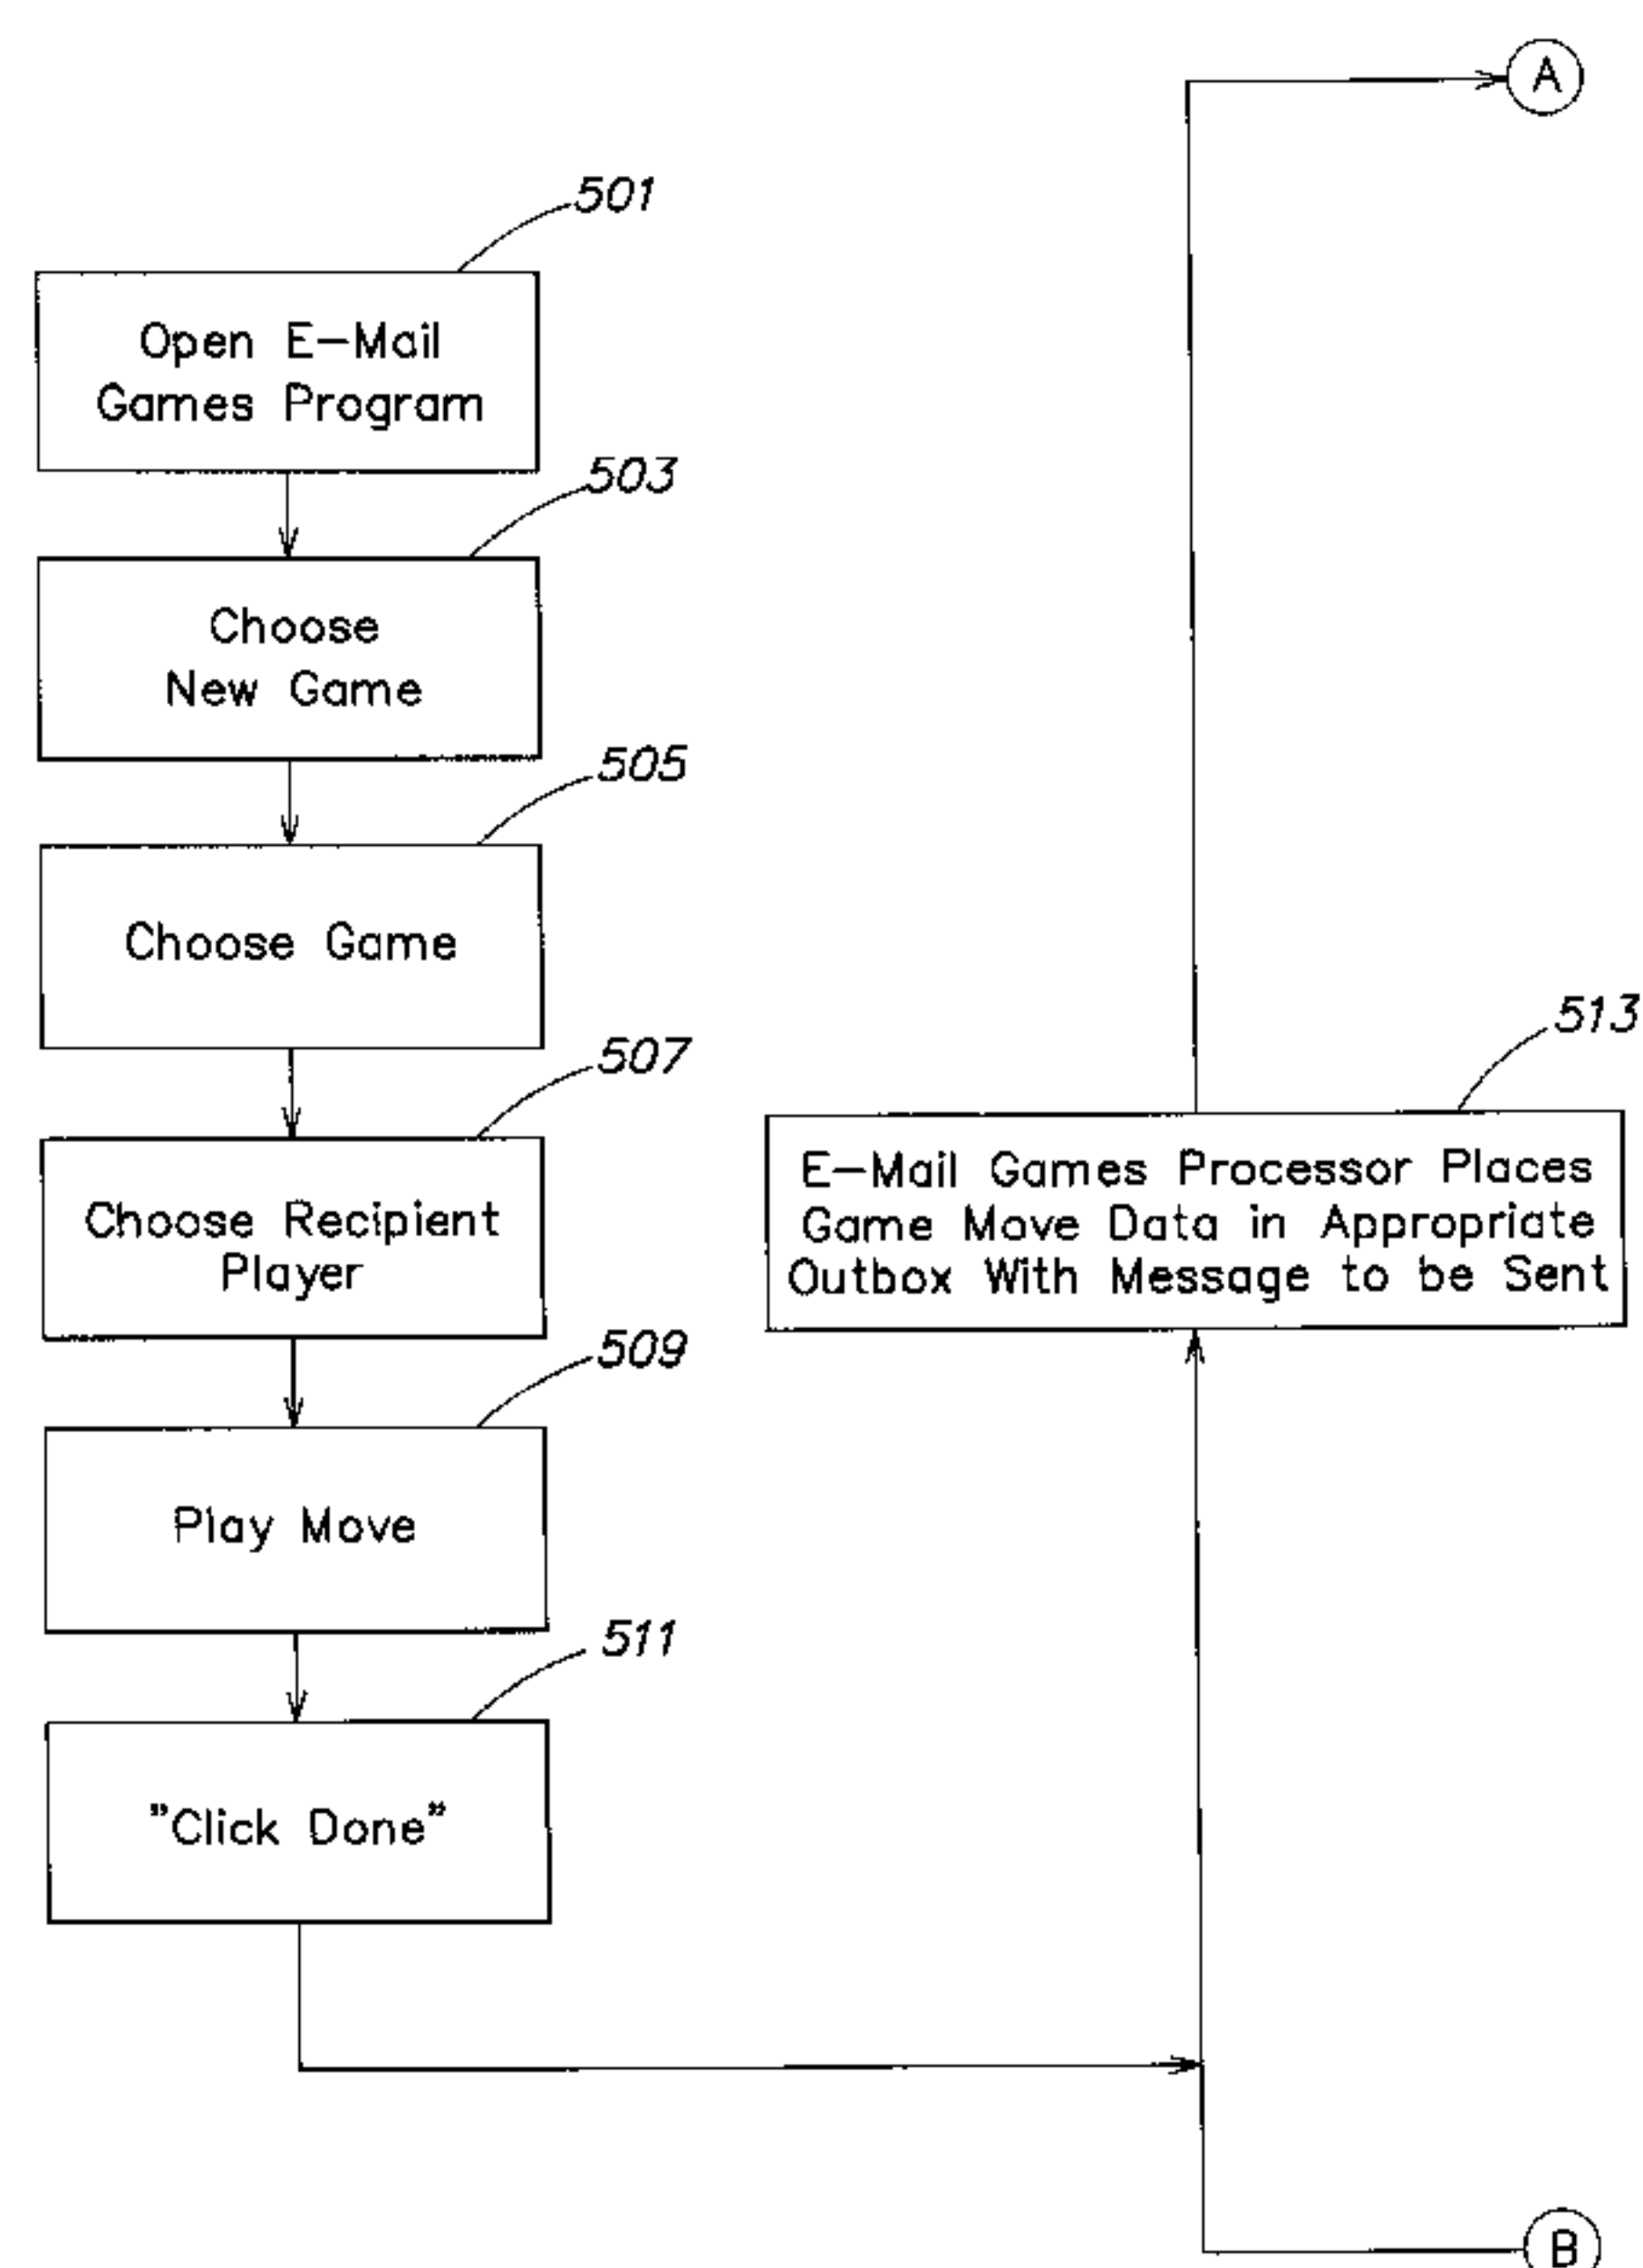 A
501
Open E-Mail
Games Program
503
Choose
New Game
505
Choose Game
507
Choose Recipient
Player
509
Play Move
511
"Click Done"
513
E-Mail Games Processor Places
Game Move Data in Appropriate
Outbox With Message to be Sent
B